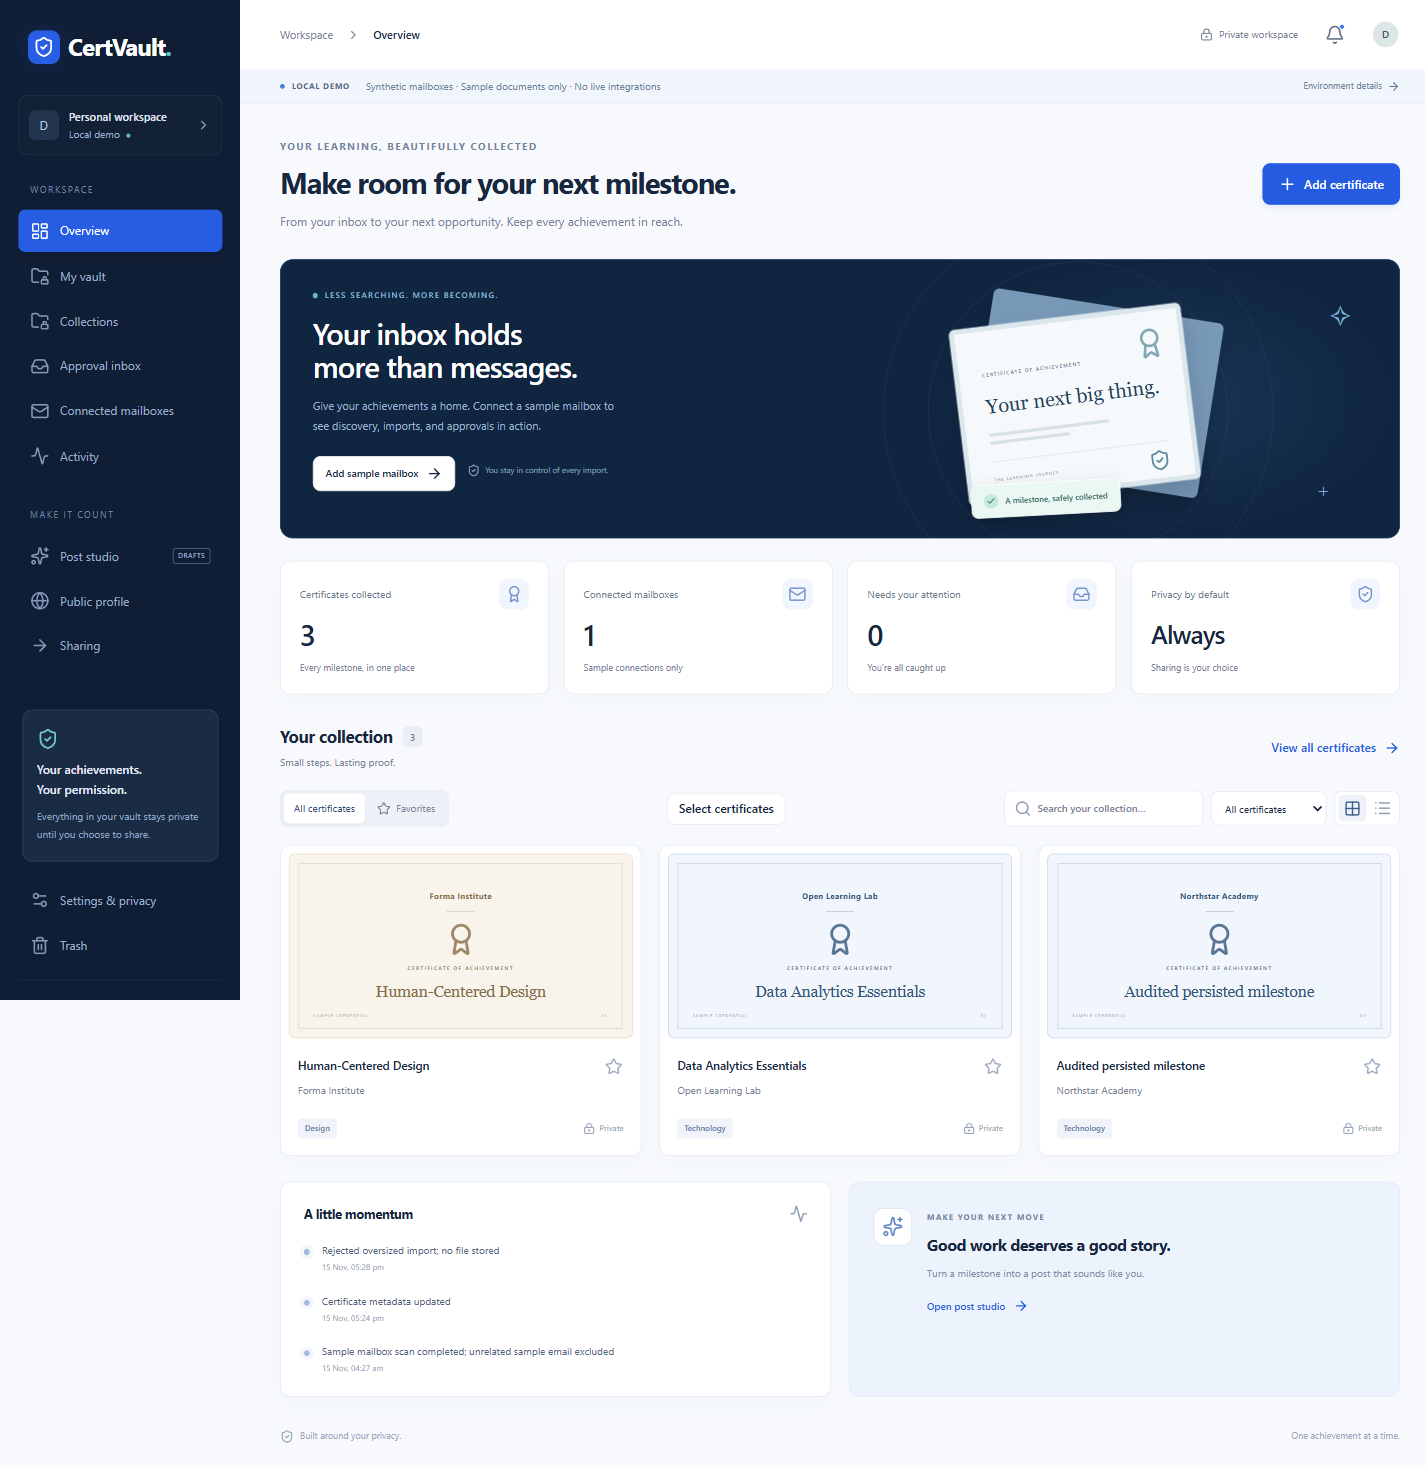 CertVault.
D
Personal workspace
Local demo
WORKSPACE
Overview
My vault
Collections
Approval inbox
Connected mailboxes
Activity
MAKE IT COUNT
Post studio
DRAFTS
Public profile
Sharing
Your achievements.
Your permission.
Everything in your vault stays private
until you choose to share.
Settings & privacy
Trash
Workspace
Overview
Private workspace
D
LOCAL DEMO
Synthetic mailboxes · Sample documents only · No live integrations
Environment details
YOUR LEARNING, BEAUTIFULLY COLLECTED
Make room for your next milestone.
From your inbox to your next opportunity. Keep every achievement in reach.
Add certificate
LESS SEARCHING. MORE BECOMING.
Your inbox holds
more than messages.
Give your achievements a home. Connect a sample mailbox to
see discovery, imports, and approvals in action.
Add sample mailbox
You stay in control of every import.
CERTIFICATE OF ACHIEVEMENT
Your next big thing.
THE LEARNING JOURNEY
A milestone, safely collected
Certificates collected
3
Every milestone, in one place
Connected mailboxes
1
Sample connections only
Needs your attention
0
You're all caught up
Privacy by default
Always
Sharing is your choice
Your collection
3
Small steps. Lasting proof.
View all certificates
All certificates
Favorites
Select certificates
Search your collection...
All certificates
Forma Institute
CERTIFICATE OF ACHIEVEMENT
Human-Centered Design
SAMPLE CREDENTIAL
Human-Centered Design
Forma Institute
Design
Private
Open Learning Lab
CERTIFICATE OF ACHIEVEMENT
Data Analytics Essentials
SAMPLE CREDENTIAL
Data Analytics Essentials
Open Learning Lab
Technology
Private
Northstar Academy
CERTIFICATE OF ACHIEVEMENT
Audited persisted milestone
SAMPLE CREDENTIAL
Audited persisted milestone
Northstar Academy
Technology
Private
A little momentum
Rejected oversized import; no file stored
15 Nov, 05:28 pm
Certificate metadata updated
15 Nov, 05:24 pm
Sample mailbox scan completed; unrelated sample email excluded
15 Nov, 04:27 am
MAKE YOUR NEXT MOVE
Good work deserves a good story.
Turn a milestone into a post that sounds like you.
Open post studio
Built around your privacy.
One achievement at a time.